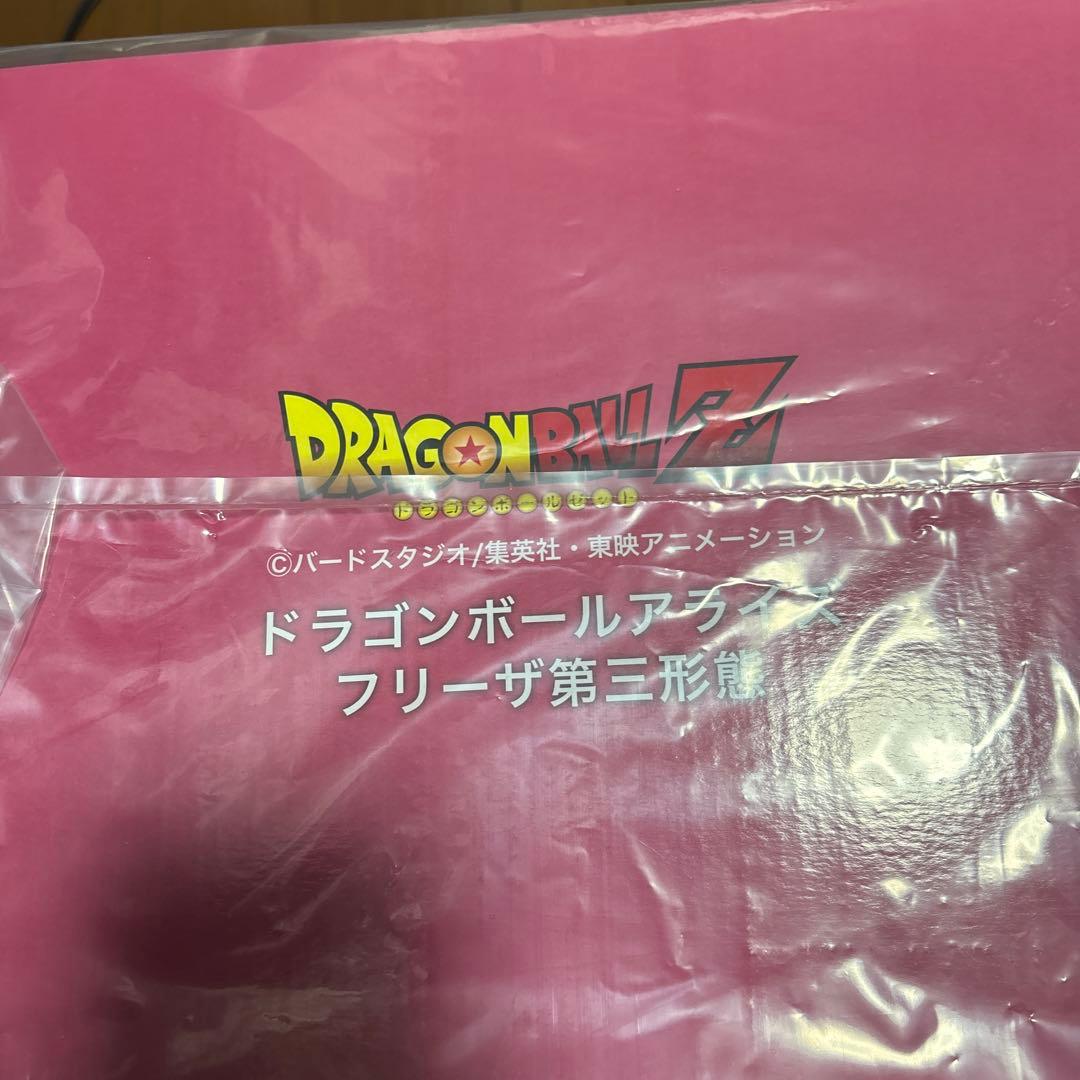 DRAGONBALL Z
ドラゴンボールゼット
©バードスタジオ/集英社・東映アニメーション
ドラゴンボールアライズ
フリーザ第三形態